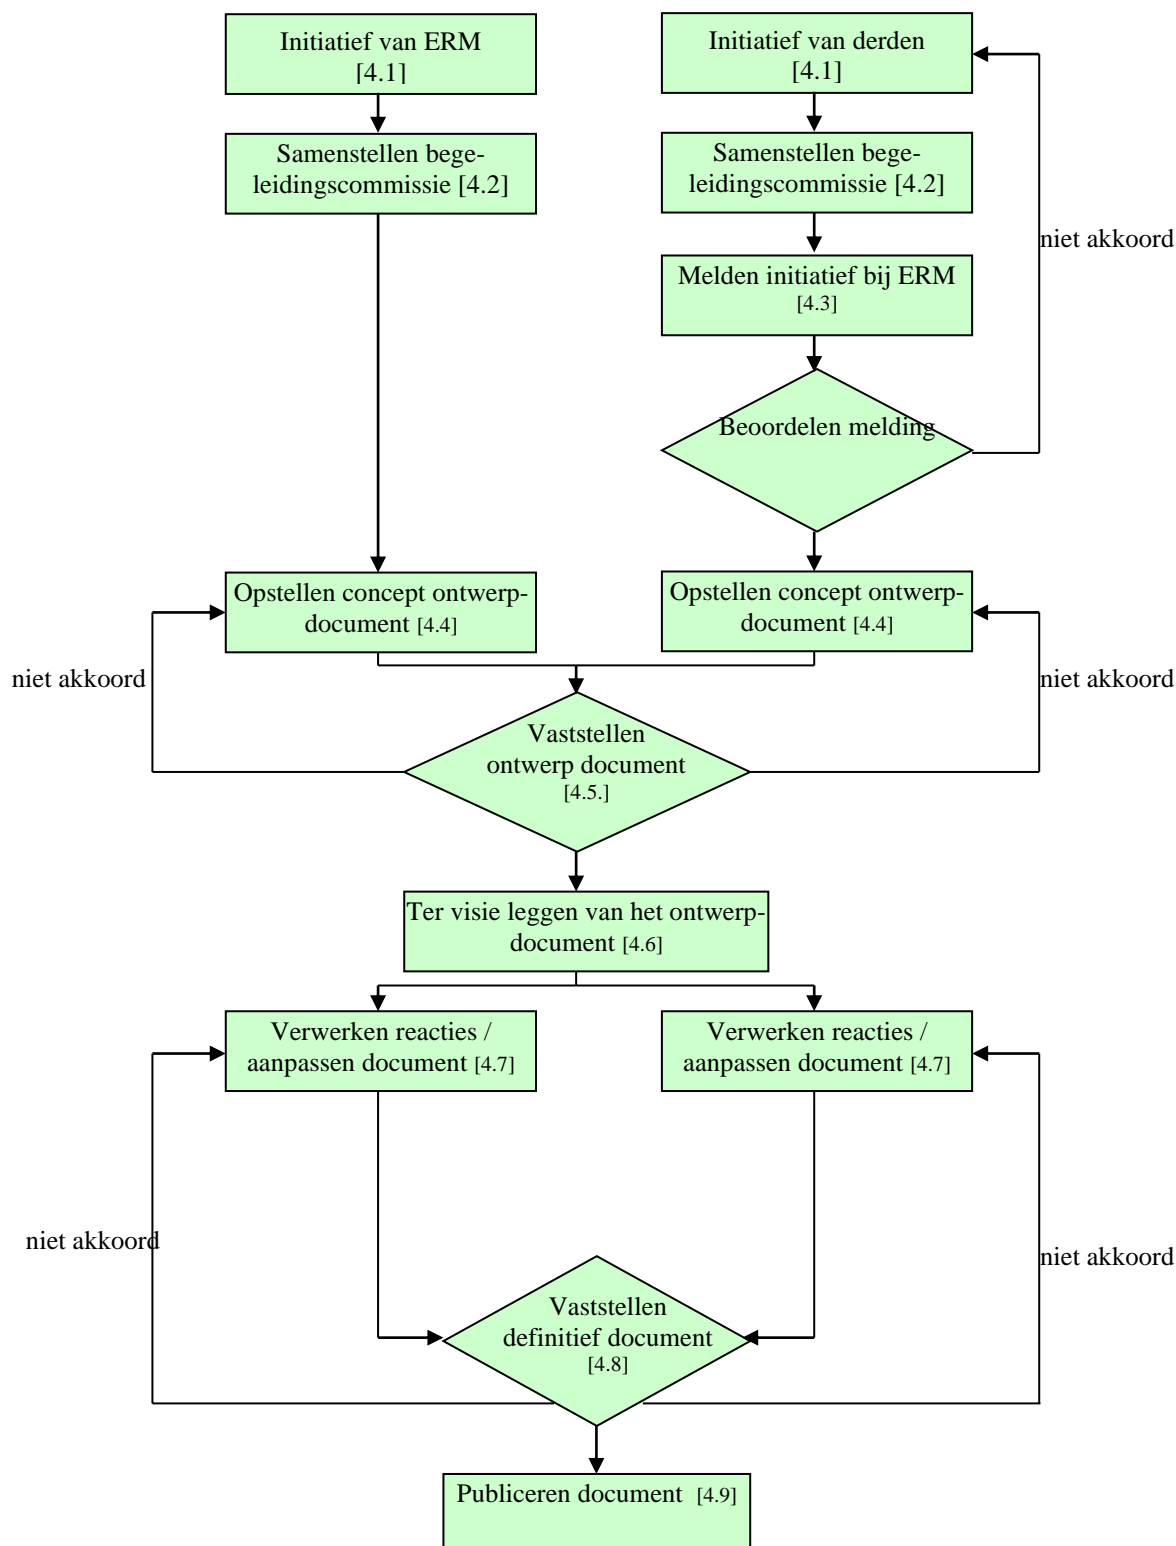 Initiatief van ERM
[4.1]
Initiatief van derden
[4.1]
Samenstellen bege-
leidingscommissie [4.2]
Samenstellen bege-
leidingscommissie [4.2]
niet akkoord
Melden initiatief bij ERM
[4.3]
Beoordelen melding
Opstellen concept ontwerp-
document [4.4]
Opstellen concept ontwerp-
document [4.4]
niet akkoord
niet akkoord
Vaststellen
ontwerp document
[4.5.]
Ter visie leggen van het ontwerp-
document [4.6]
Verwerken reacties /
aanpassen document [4.7]
Verwerken reacties /
aanpassen document [4.7]
niet akkoord
niet akkoord
Vaststellen
definitief document
[4.8]
Publiceren document [4.9]